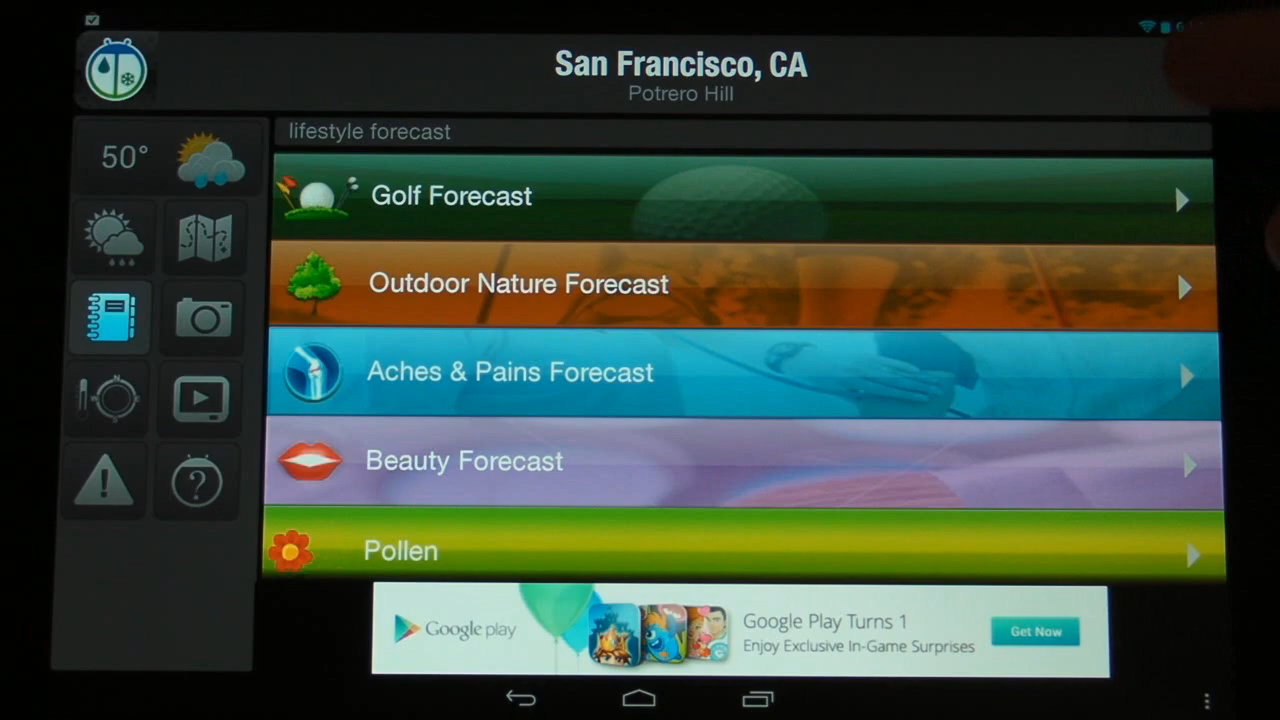 San Francisco, CA
Potrero Hill
50°
lifestyle forecast
Golf Forecast
Outdoor Nature Forecast
Aches & Pains Forecast
Beauty Forecast
Pollen
N
?
!
Google play
Google Play Turns 1
Enjoy Exclusive In-Game Surprises
Get Now